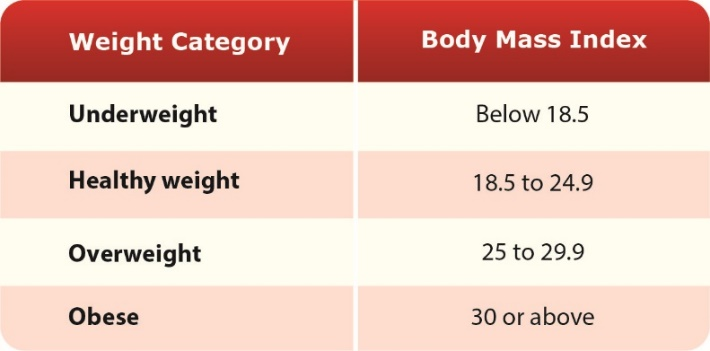 Weight Category Body Mass Index
Underweight Below 18.5
Healthy weight 18.5 to 24.9
Overweight 25 to 29.9
Obese 30 or above